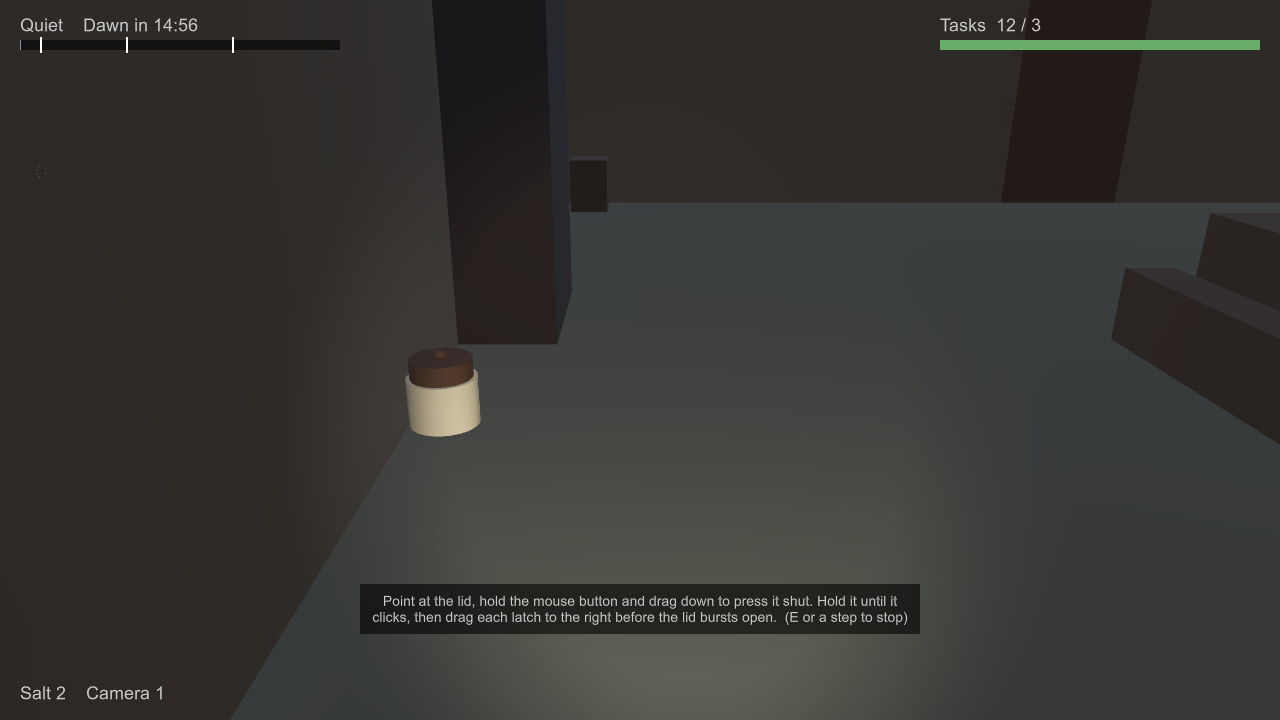 Quiet Dawn in 14:56
Tasks 12 / 3
Point at the lid, hold the mouse button and drag down to press it shut. Hold it until it
clicks, then drag each latch to the right before the lid bursts open. (E or a step to stop)
Salt 2 Camera 1